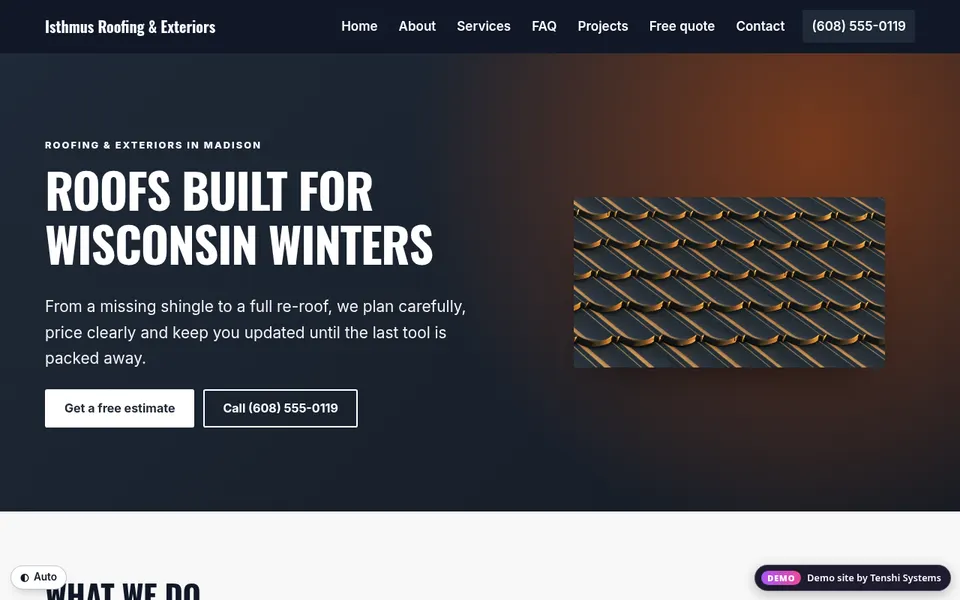 Isthmus Roofing & Exteriors
Home
About
Services
FAQ
Projects
Free quote
Contact
(608) 555-0119
ROOFING & EXTERIORS IN MADISON
ROOFS BUILT FOR
WISCONSIN WINTERS
From a missing shingle to a full re-roof, we plan carefully,
price clearly and keep you updated until the last tool is
packed away.
Get a free estimate
Call (608) 555-0119
WHAT WE DO
Auto
DEMO Demo site by Tenshi Systems